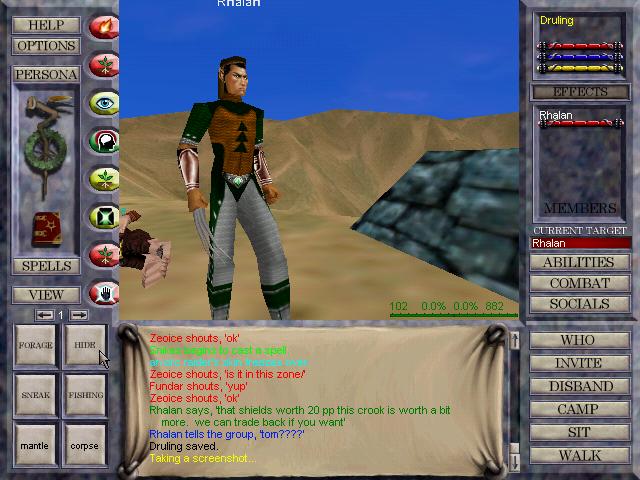 Rhalan
HELP
OPTIONS
PERSONA
SPELLS
VIEW
1
FORAGE
HIDE
SNEAK
FISHING
mantle
corpse
102 0.0% 0.0% 882
Zeoice shouts, 'ok'
begins to cast a spell
Zeoice shouts, 'is it in this zone/'
Fundar shouts, 'yup'
Zeoice shouts, 'ok'
Rhalan says, 'that shields worth 20 pp this crook is worth a bit
more. we can trade back if you want'
Rhalan tells the group, 'tom????'
Druling saved.
Taking a screenshot...
Druling
EFFECTS
Rhalan
MEMBERS
CURRENT TARGET
Rhalan
ABILITIES
COMBAT
SOCIALS
WHO
INVITE
DISBAND
CAMP
SIT
WALK